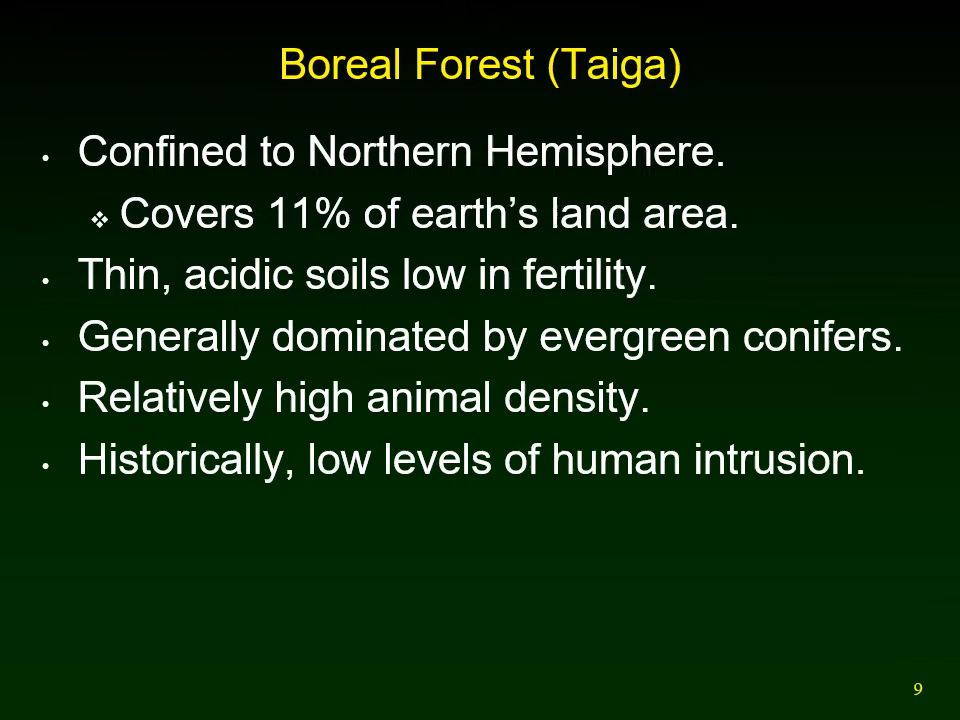 Boreal Forest (Taiga)
• Confined to Northern Hemisphere.
❖ Covers 11% of earth’s land area.
• Thin, acidic soils low in fertility.
• Generally dominated by evergreen conifers.
• Relatively high animal density.
• Historically, low levels of human intrusion.
9